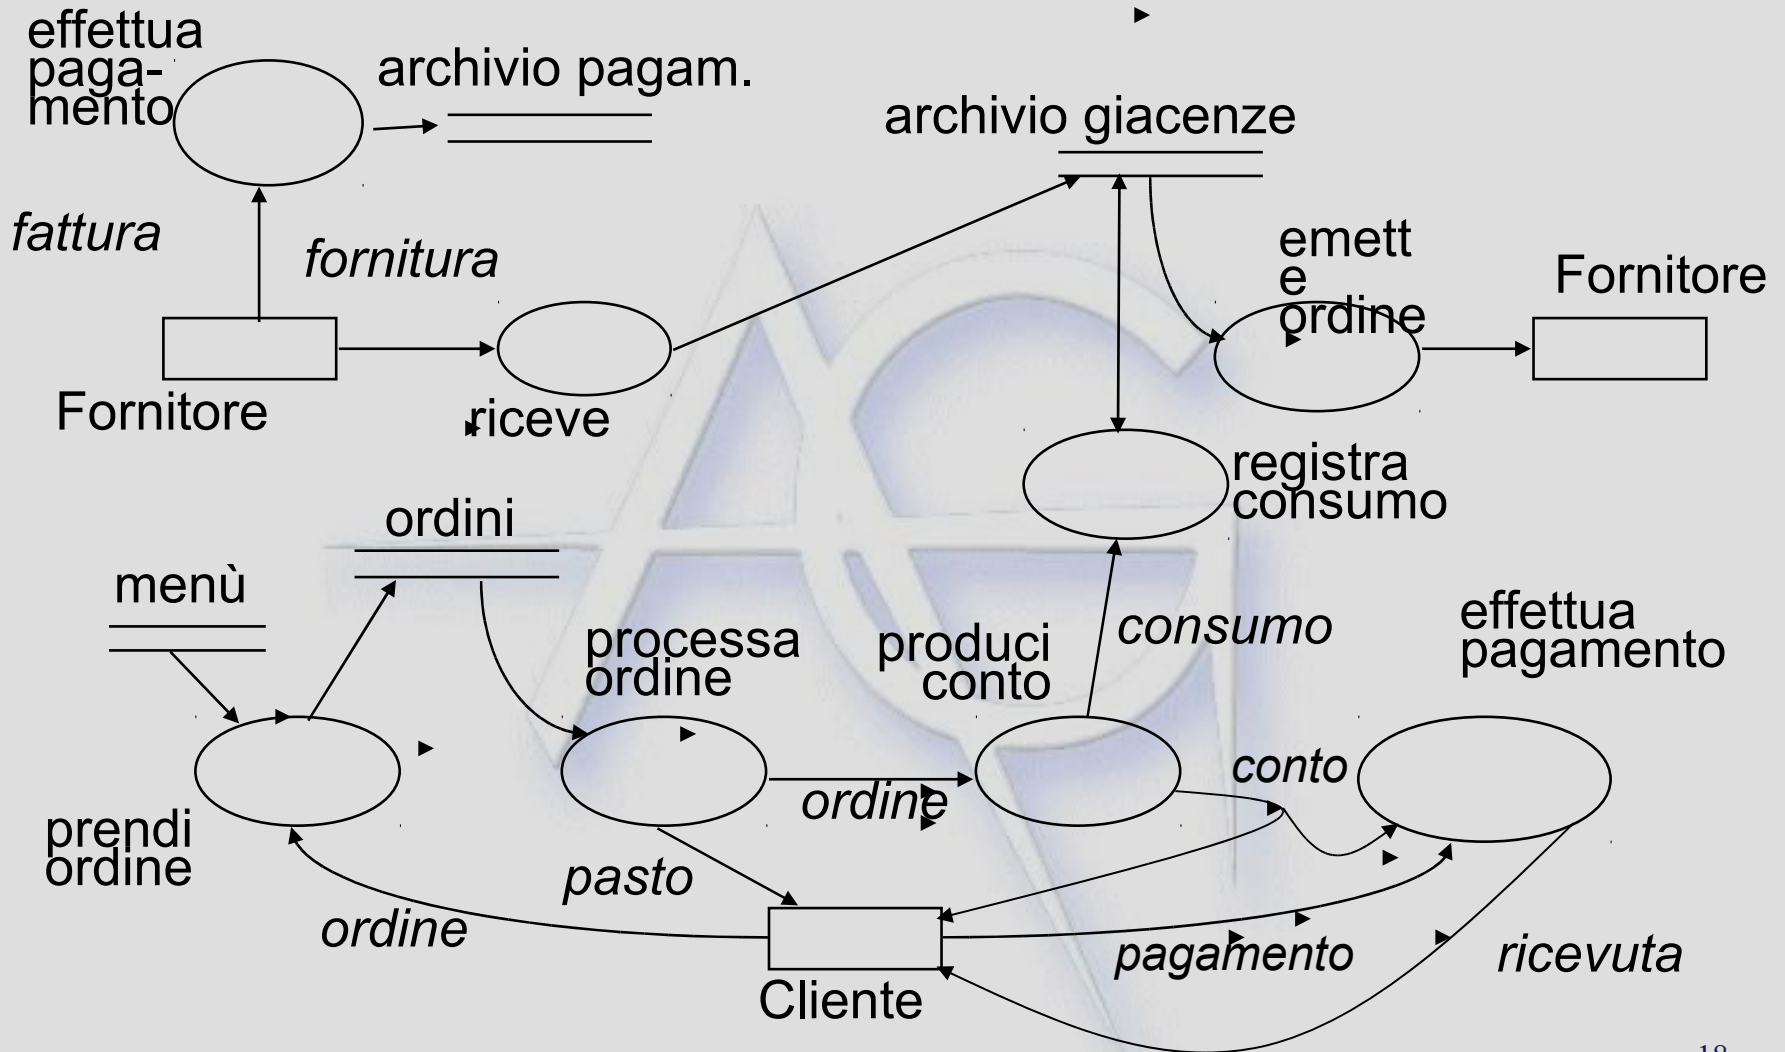 effettua
paga-
mento
archivio pagam.
archivio giacenze
fattura
fornitura
emett
e
ordine
Fornitore
Fornitore
riceve
registra
consumo
ordini
menù
processa
ordine
produci
conto
consumo
effettua
pagamento
conto
ordine
prendi
ordine
pasto
ordine
pagamento
ricevuta
Cliente
18